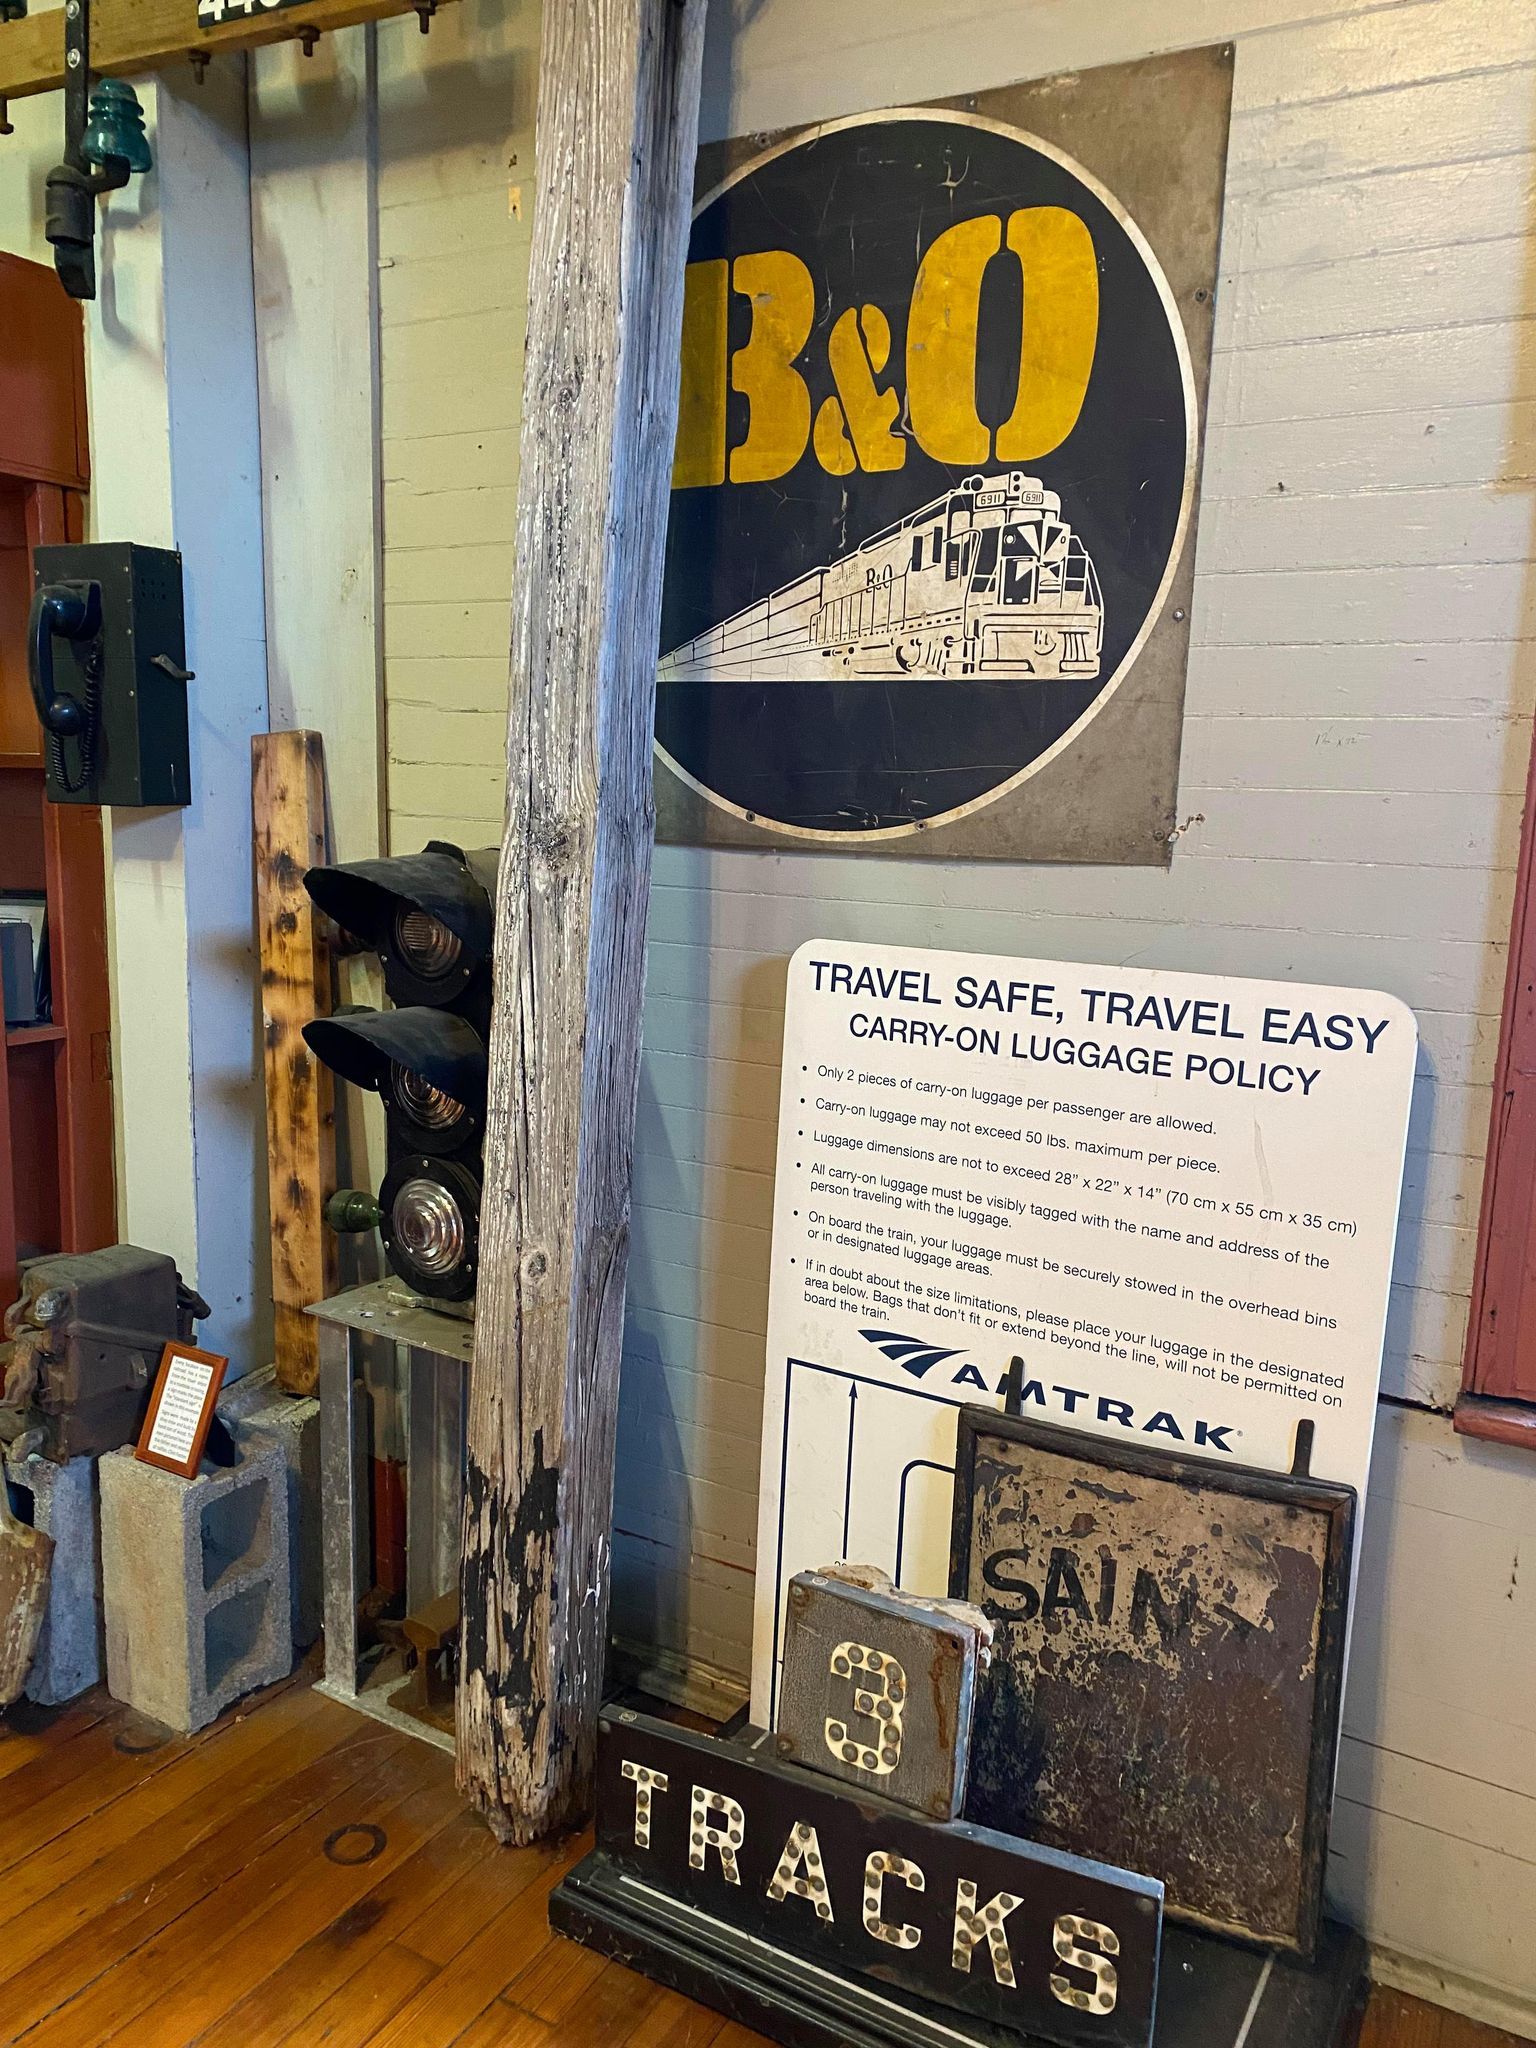 B&O
6911 6911
B&O
TRAVEL SAFE, TRAVEL EASY
CARRY-ON LUGGAGE POLICY
• Only 2 pieces of carry-on luggage per passenger are allowed.
• Carry-on luggage may not exceed 50 lbs. maximum per piece.
• Luggage dimensions are not to exceed 28" x 22" x 14" (70 cm x 55 cm x 35 cm)
• All carry-on luggage must be visibly tagged with the name and address of the
person traveling with the luggage.
• On board the train, your luggage must be securely stowed in the overhead bins
or in designated luggage areas.
• If in doubt about the size limitations, please place your luggage in the designated
area below. Bags that don't fit or extend beyond the line, will not be permitted on
board the train.
AMTRAK
SAIN
3
TRACKS